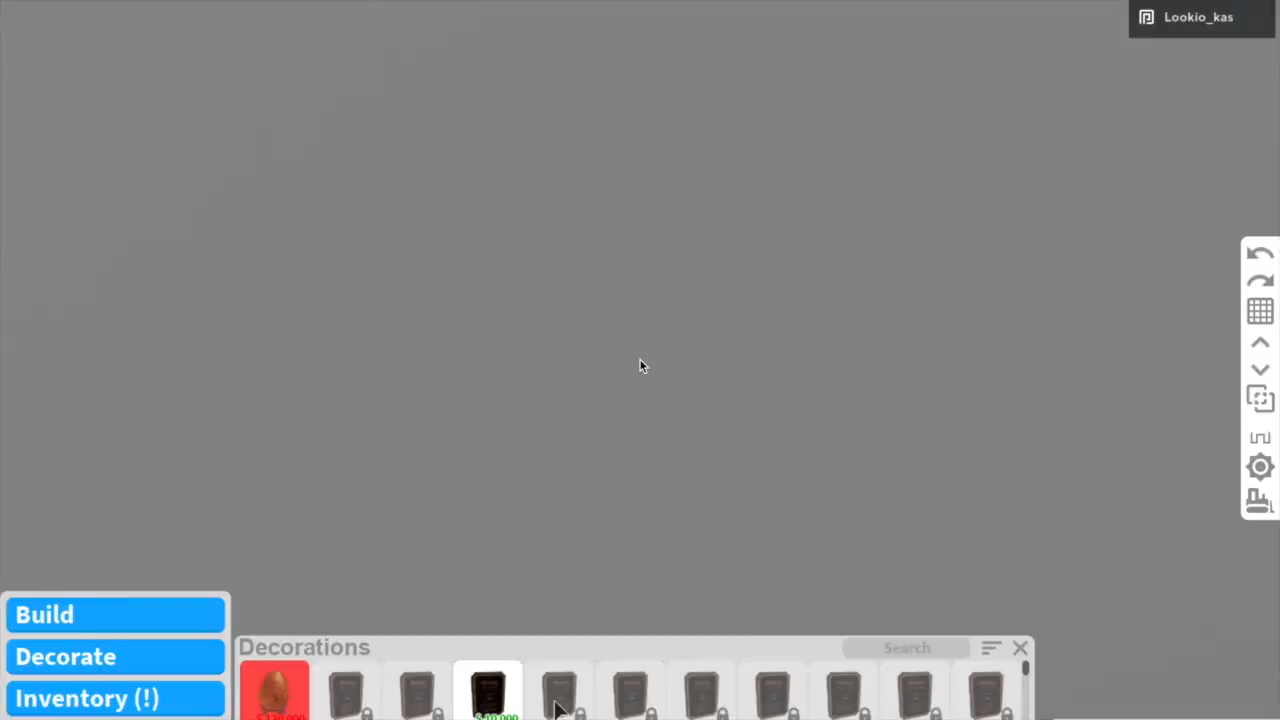 Lookio_kas
Build
Decorate
Inventory (!)
Decorations
Search